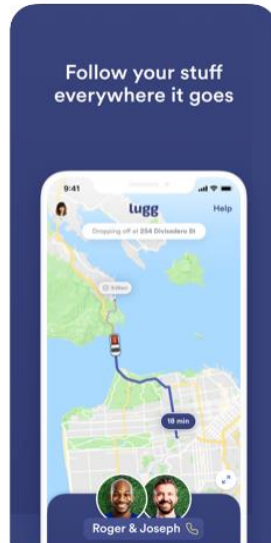 Follow your stuff
everywhere it goes
9:41
lugg
Help
Dropping off at 254 Divisadero St
18 min
Roger & Joseph